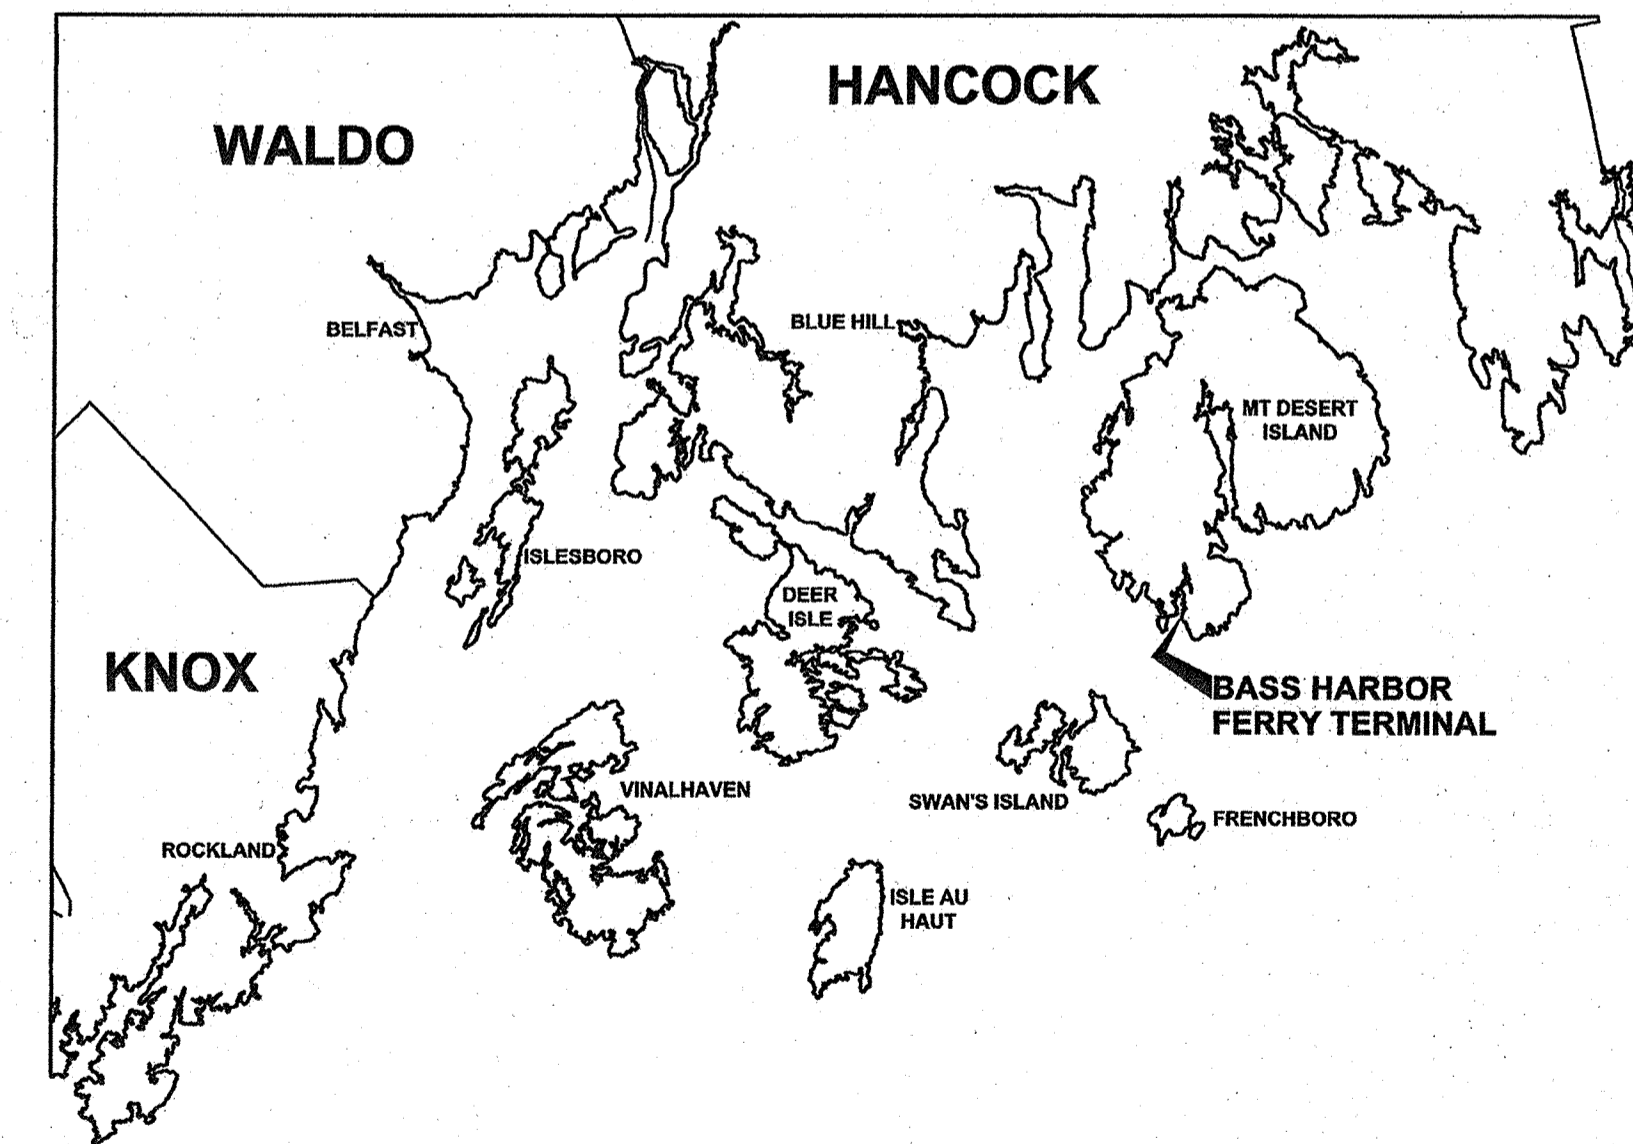 HANCOCK
WALDO
BELFAST
BLUE HILL
MT DESERT
ISLAND
ISLESBORO
DEER
ISLE
KNOX
BASS HARBOR
FERRY TERMINAL
VINALHAVEN
SWAN'S ISLAND
FRENCHBORO
ROCKLAND
ISLE AU
HAUT